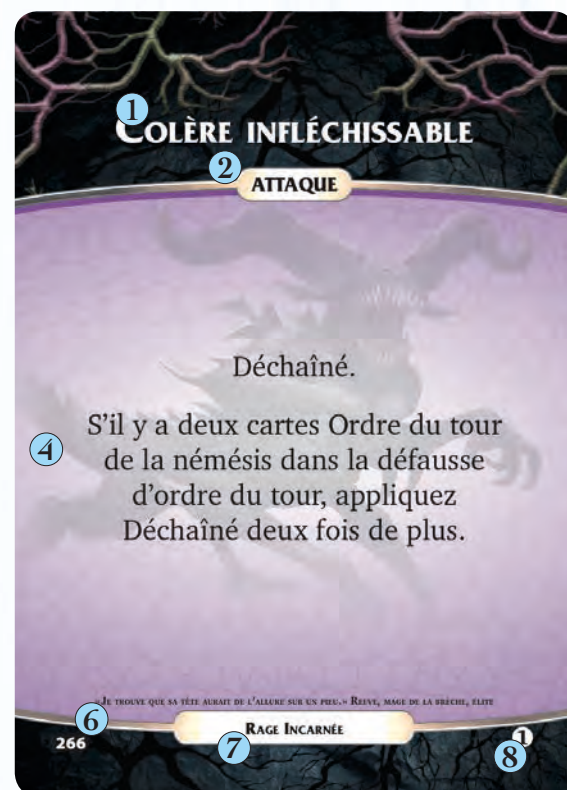 1
COLÈRE INFLÉCHISSABLE
2
ATTAQUE
Déchaîné.
S'il y a deux cartes Ordre du tour
4
de la némésis dans la défausse
d'ordre du tour, appliquez
Déchaîné deux fois de plus.
«JE TROUVE QUE SA TÊTE AURAIT DE L'ALLURE SUR UN PIEU.» REEVE, MAGE DE LA BRÈCHE, ÉLITE
6
RAGE INCARNÉE
266
7
1
8